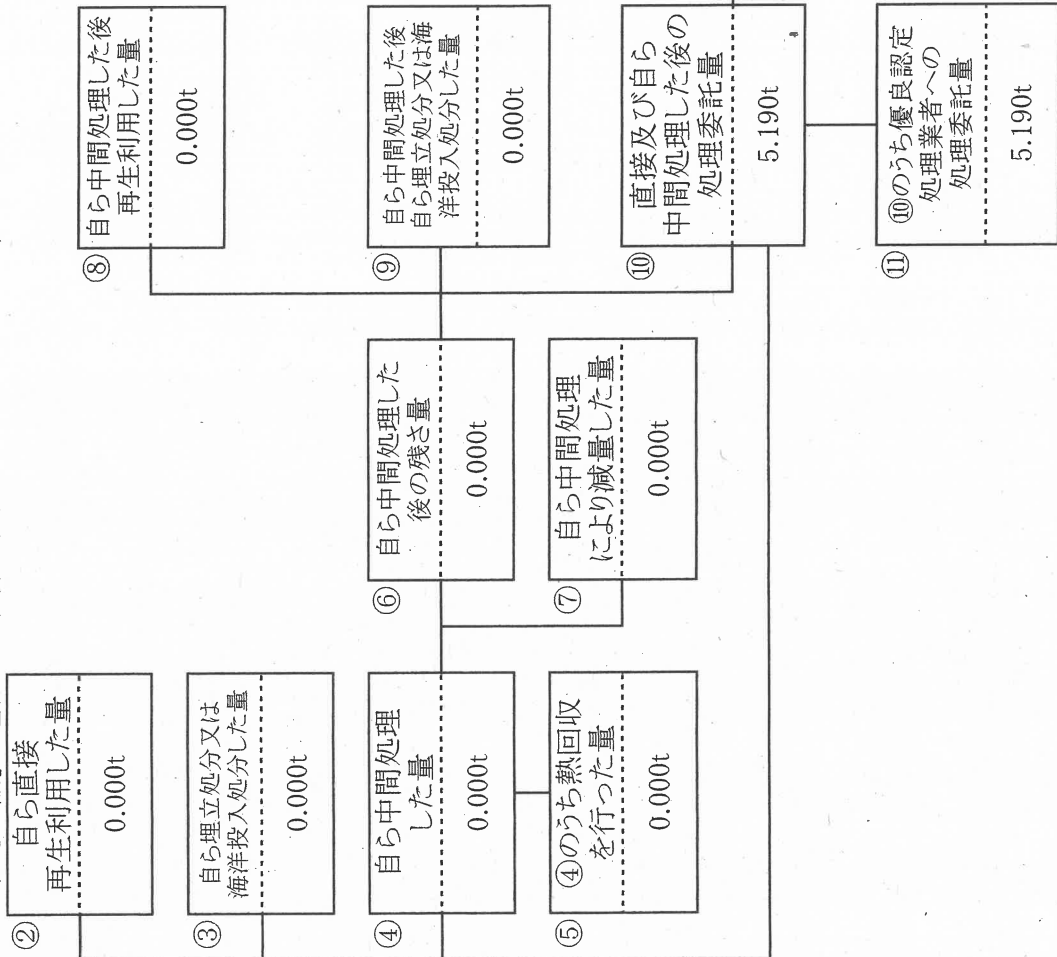 ②
自ら直接
再生利用した量
0.000t
③
自ら埋立処分又は
海洋投入処分した量
0.000t
④
自ら中間処理
した量
0.000t
⑤
④のうち熱回収
を行った量
0.000t
⑥
自ら中間処理した
後の残さ量
0.000t
⑦
自ら中間処理
により減量した量
0.000t
⑧
自ら中間処理した後
再生利用した量
0.000t
⑨
自ら中間処理した後
自ら埋立処分又は海
洋投入処分した量
0.000t
⑩
直接及び自ら
中間処理した後の
処理委託量
5.190t
⑪
⑩のうち優良認定
処理業者への
処理委託量
5.190t